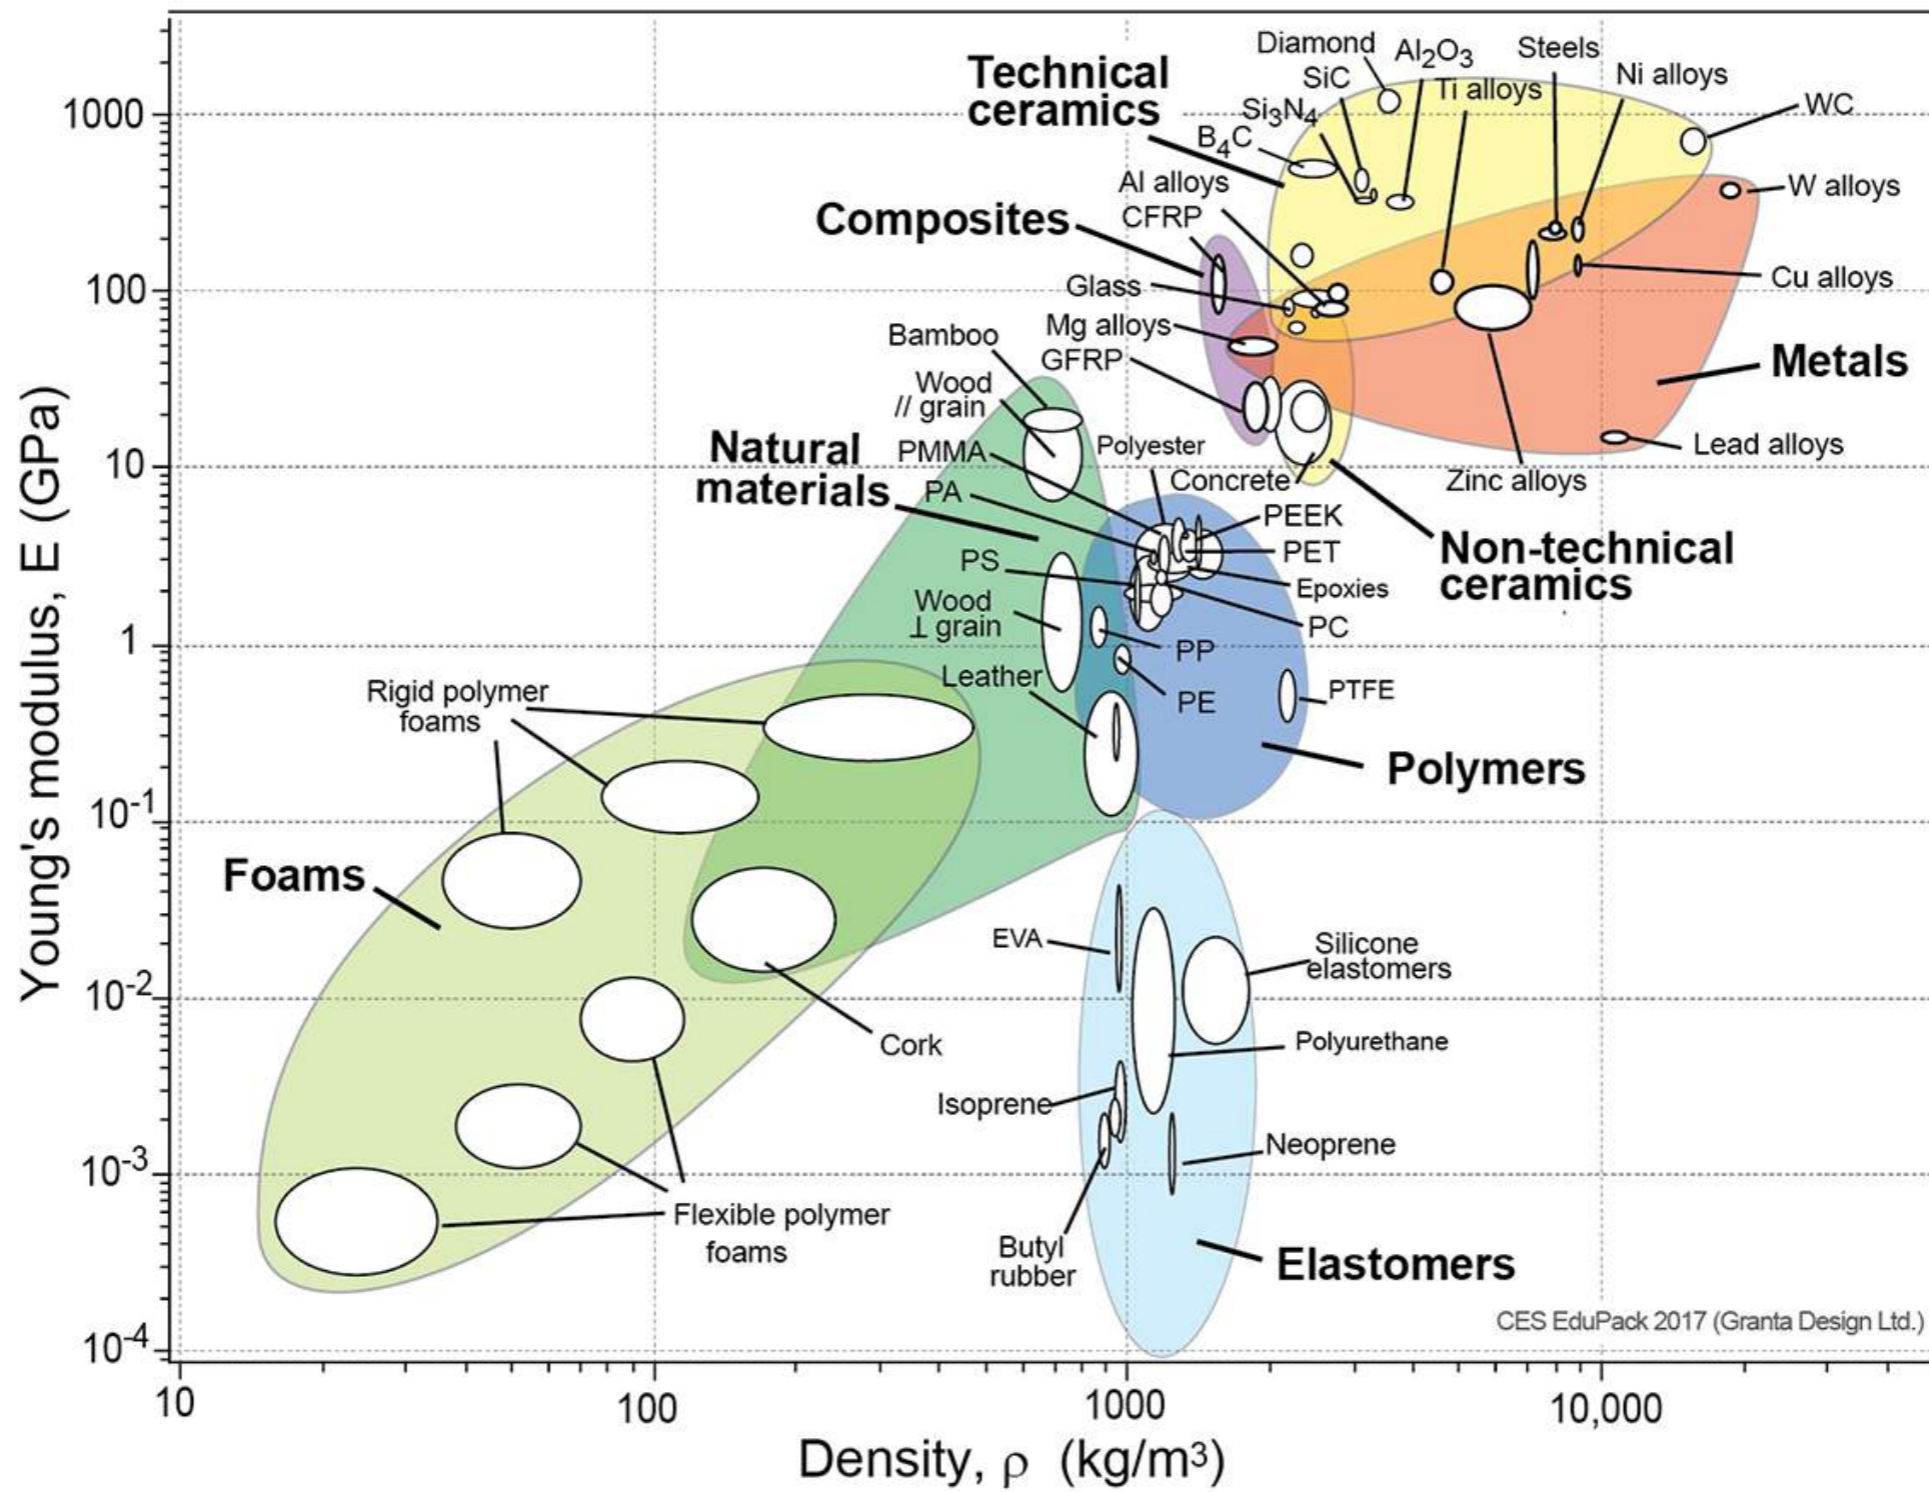 Diamond
Al2O3
Steels
Technical
ceramics
SiC
Ti alloys
Ni alloys
Si3N4
WC
1000
B4C
Al alloys
W alloys
CFRP
Composites
100
Glass
Cu alloys
Mg alloys
Bamboo
GFRP
Metals
Wood
// grain
Natural
materials
PMMA
Polyester
Lead alloys
10
PA
Concrete
Zinc alloys
PEEK
PET
Non-technical
ceramics
PS
Epoxies
Wood
⊥ grain
PC
1
PP
Leather
PE
PTFE
Rigid polymer
foams
Polymers
10-1
Foams
EVA
Silicone
elastomers
10-2
Cork
Polyurethane
Isoprene
Neoprene
10-3
Flexible polymer
foams
Butyl
rubber
Elastomers
CES EduPack 2017 (Granta Design Ltd.)
10-4
10
100
1000
10,000
Young's modulus, E (GPa)
Density, ρ (kg/m3)